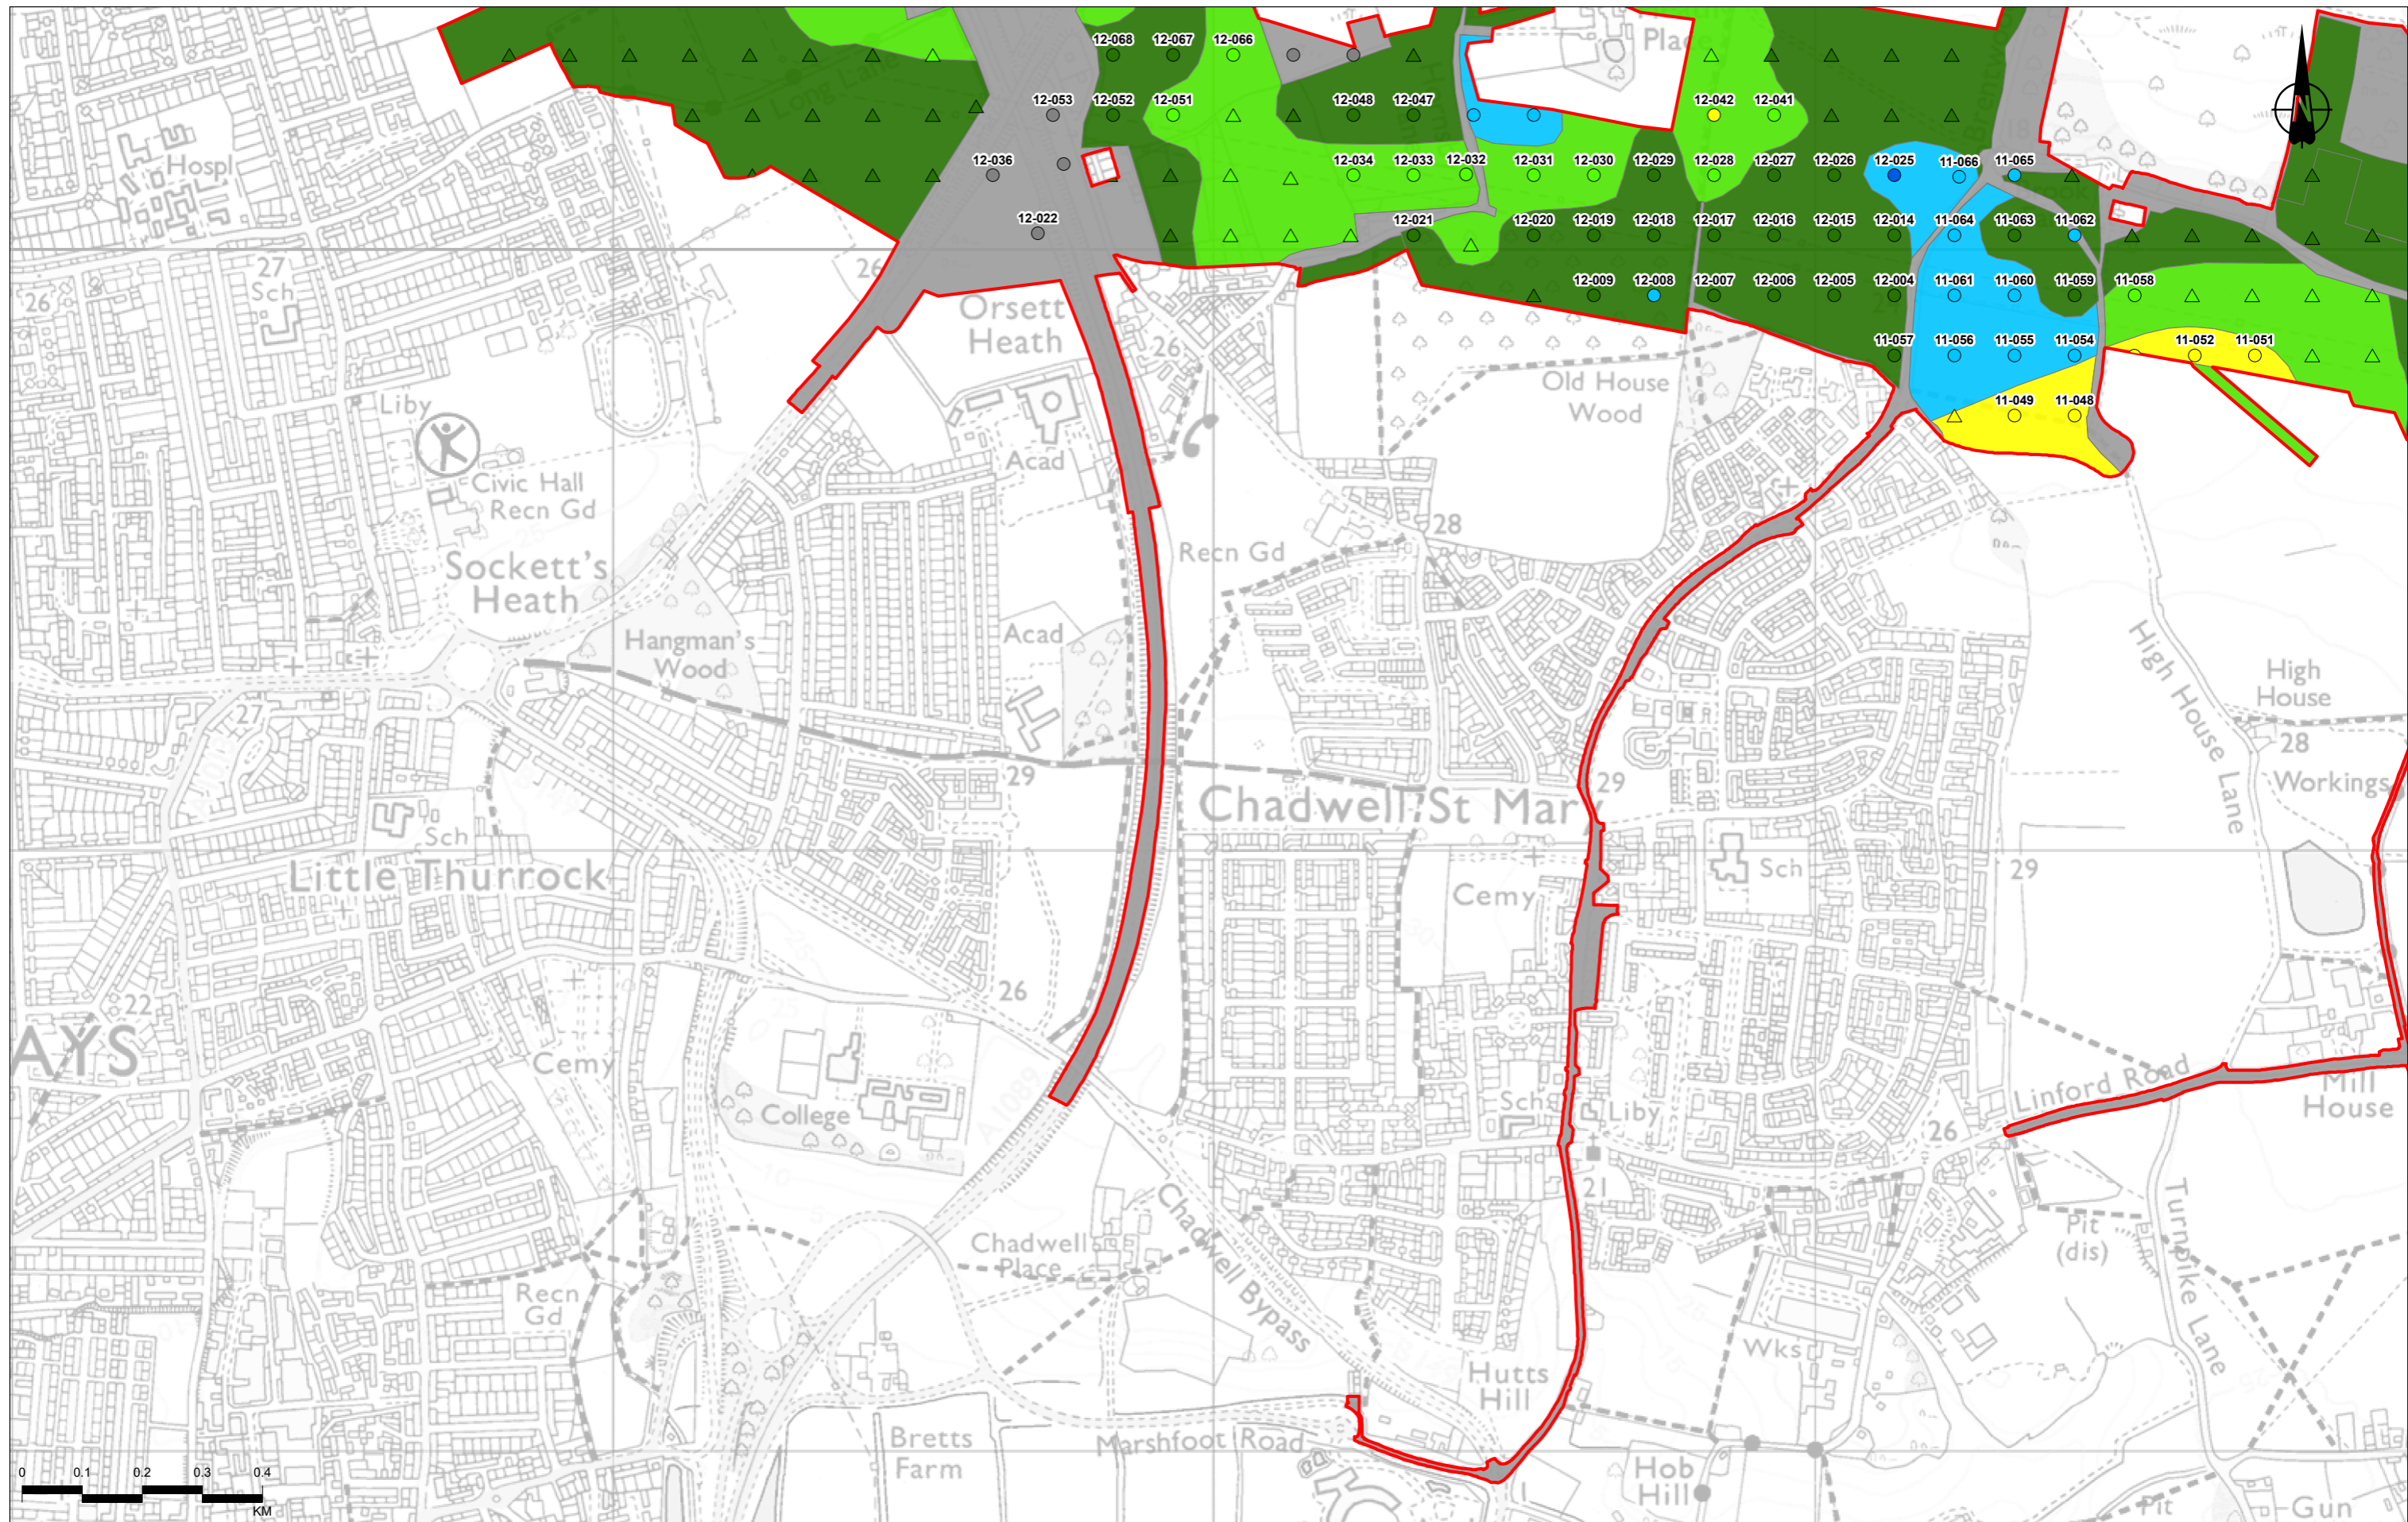 Place
Long Lane
12-068 12-067 12-066
12-053 12-052 12-051 12-048 12-047 12-042 12-041
N
Hospl
12-036 12-034 12-033 12-032 12-031 12-030 12-029 12-028 12-027 12-026 12-025 11-066 11-065
12-022 12-021 12-020 12-019 12-018 12-017 12-016 12-015 12-014 11-064 11-063 11-062
27
Sch
26
26
12-009 12-008 12-007 12-006 12-005 12-004 11-061 11-060 11-059 11-058
Orsett
Heath
26
11-057 11-056 11-055 11-054 11-052 11-051
Old House
Wood
Liby
11-049 11-048
Acad
Civic Hall
Recn Gd
28
Recn Gd
Sockett's
Heath
Hangman's
Wood
Acad
High House Lane
High
House
27
28
29
29
Workings
Chadwell St Mary
Sch
Little Thurrock
Cemy
Sch
29
22
26
AYS
Cemy
A1089
College
Linford Road
Mill
House
Sch
Liby
26
21
Chadwell
Place
Chadwell Bypass
Pit
(dis)
Turnpike Lane
Recn
Gd
Wks
Hutts
Hill
Bretts
Farm
Marshfoot Road
Hob
Hill
Pit
Gun
0 0.1 0.2 0.3 0.4
KM